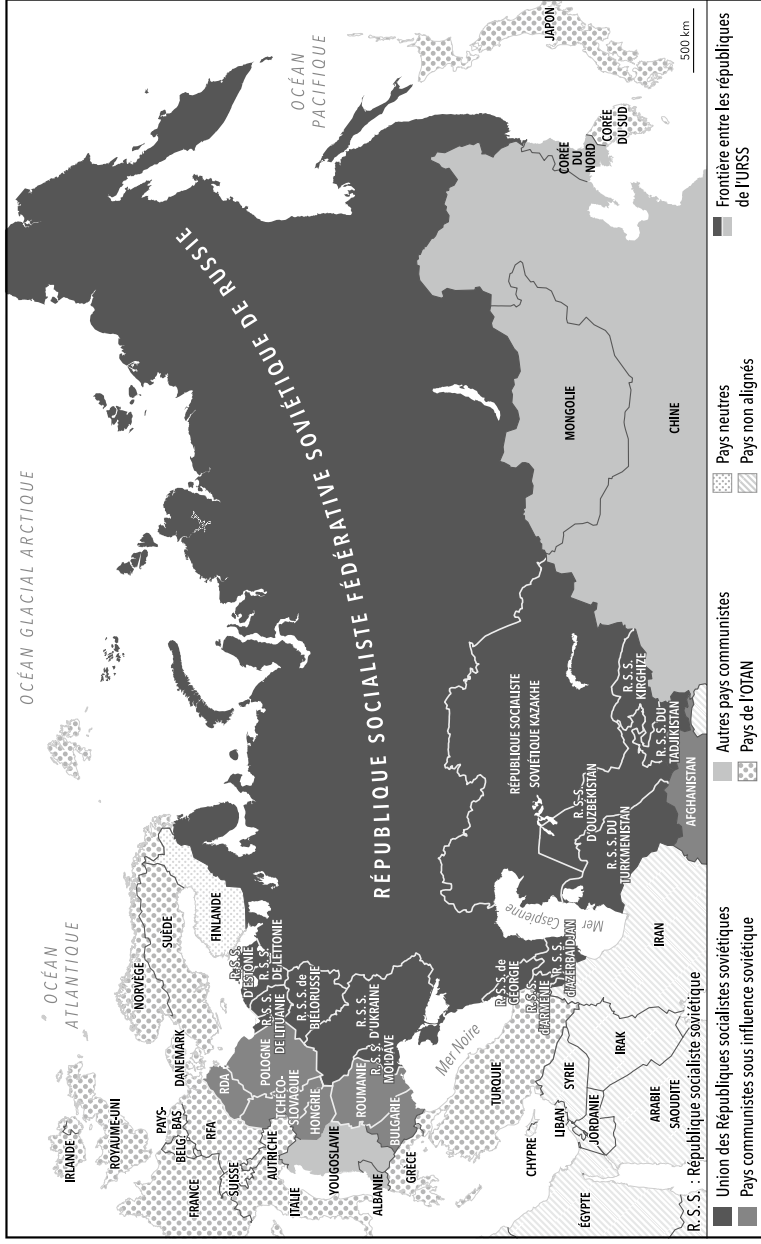 OCÉAN
ATLANTIQUE
OCÉAN GLACIAL ARCTIQUE
OCÉAN
PACIFIQUE
IRLANDE
ROYAUME-UNI
NORVÈGE
SUÈDE
FINLANDE
DANEMARK
PAYS-
BAS
BELG.
FRANCE
RFA
RDA
SUISSE
AUTRICHE
ITALIE
POLOGNE
TCHÉCO-
SLOVAQUIE
HONGRIE
YOUGOSLAVIE
ROUMANIE
BULGARIE
ALBANIE
GRÈCE
R.S.S.
D'ESTONIE
R.S.S.
DE LETTONIE
R.S.S.
DE LITUANIE
R.S.S. de
BIÉLORUSSIE
R.S.S.
D'UKRAINE
R.S.S.
MOLDAVE
RÉPUBLIQUE SOCIALISTE FÉDÉRATIVE SOVIÉTIQUE DE RUSSIE
Mer Noire
TURQUIE
R.S.S. de
GÉORGIE
R.S.S.
d'ARMÉNIE
R.S.S.
d'AZERBAÏDJAN
Mer
Caspienne
RÉPUBLIQUE SOCIALISTE
SOVIÉTIQUE KAZAKHE
R.S.S.
D'OUZBÉKISTAN
R.S.S. DU
TURKMENISTAN
R.S.S.
KIRGHIZE
R.S.S. DU
TADJIKISTAN
AFGHANISTAN
MONGOLIE
CHINE
CORÉE
DU
NORD
CORÉE
DU SUD
JAPON
500 km
CHYPRE
LIBAN
SYRIE
JORDANIE
IRAK
IRAN
ARABIE
SAOUDITE
ÉGYPTE
R. S. S. : République socialiste soviétique
Union des Républiques socialistes soviétiques
Pays communistes sous influence soviétique
Autres pays communistes
Pays de l'OTAN
Pays neutres
Pays non alignés
Frontière entre les républiques
de l'URSS